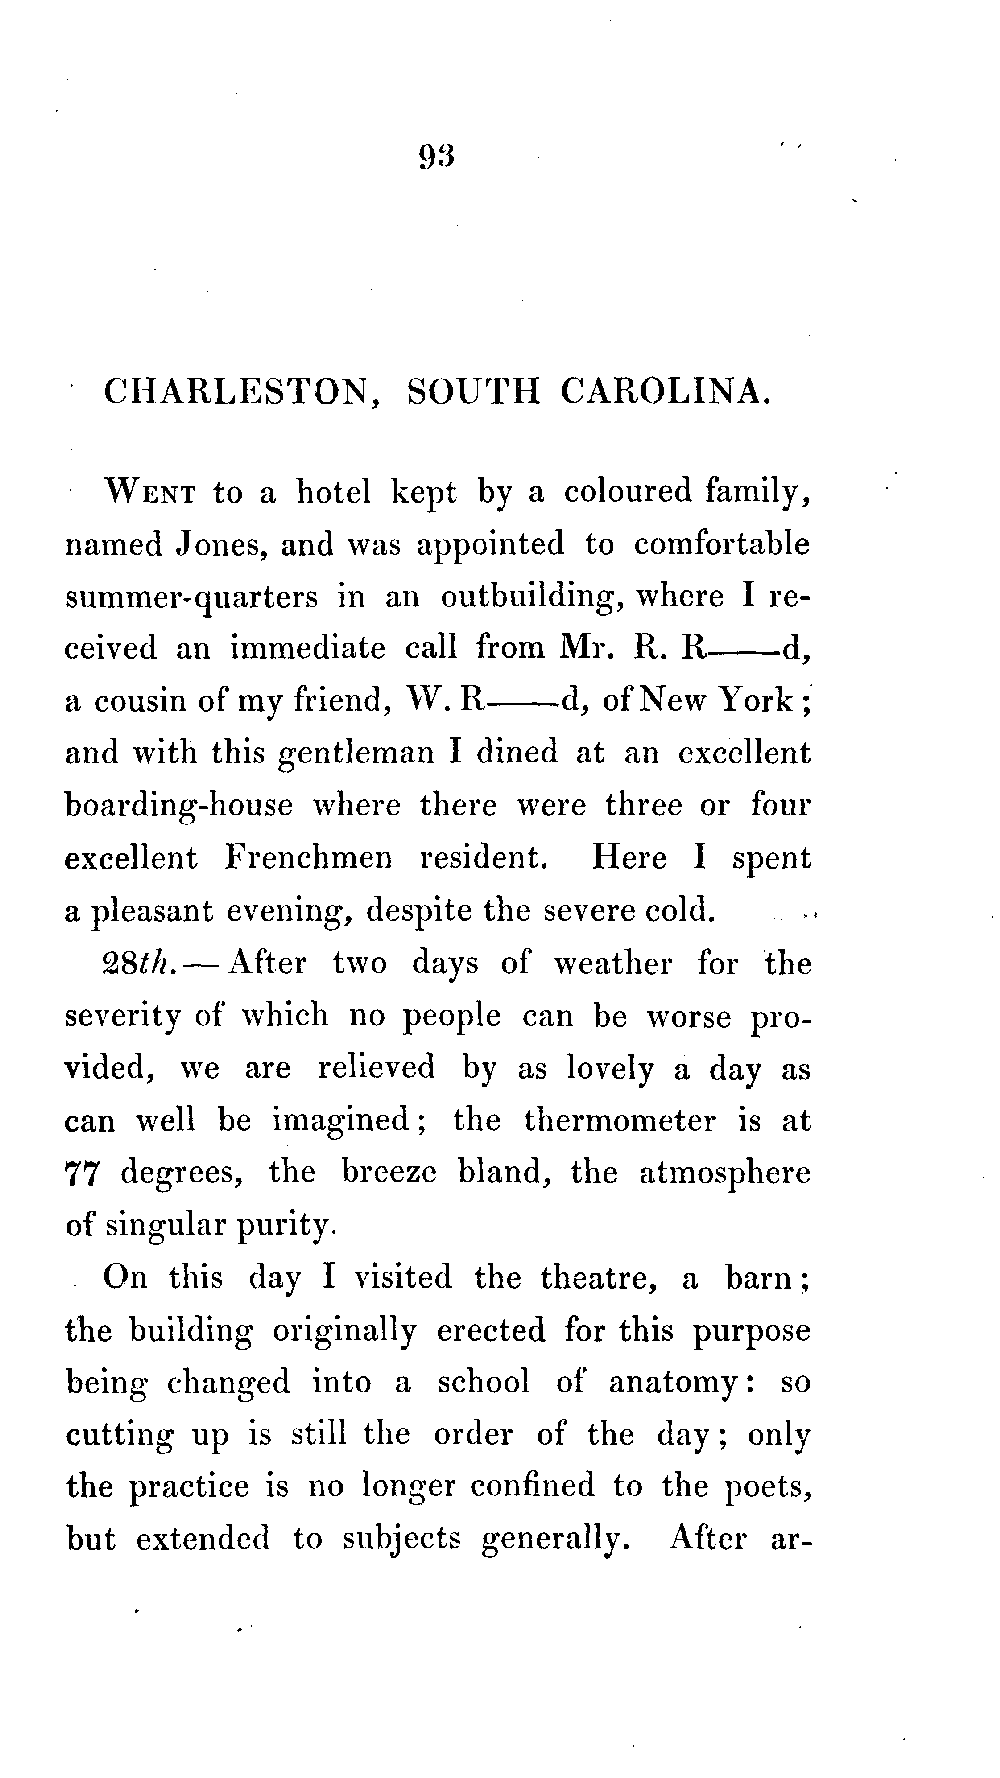 93
CHARLESTON, SOUTH CAROLINA.
WENT to a hotel kept by a coloured family,
named Jones, and was appointed to comfortable
summer-quarters in an outbuilding, where I re-
ceived an immediate call from Mr. R. R——d,
a cousin of my friend, W. R——d, of New York;
and with this gentleman I dined at an excellent
boarding-house where there were three or four
excellent Frenchmen resident. Here I spent
a pleasant evening, despite the severe cold.
28th.—After two days of weather for the
severity of which no people can be worse pro-
vided, we are relieved by as lovely a day as
can well be imagined; the thermometer is at
77 degrees, the breeze bland, the atmosphere
of singular purity.
On this day I visited the theatre, a barn;
the building originally erected for this purpose
being changed into a school of anatomy: so
cutting up is still the order of the day; only
the practice is no longer confined to the poets,
but extended to subjects generally. After ar-